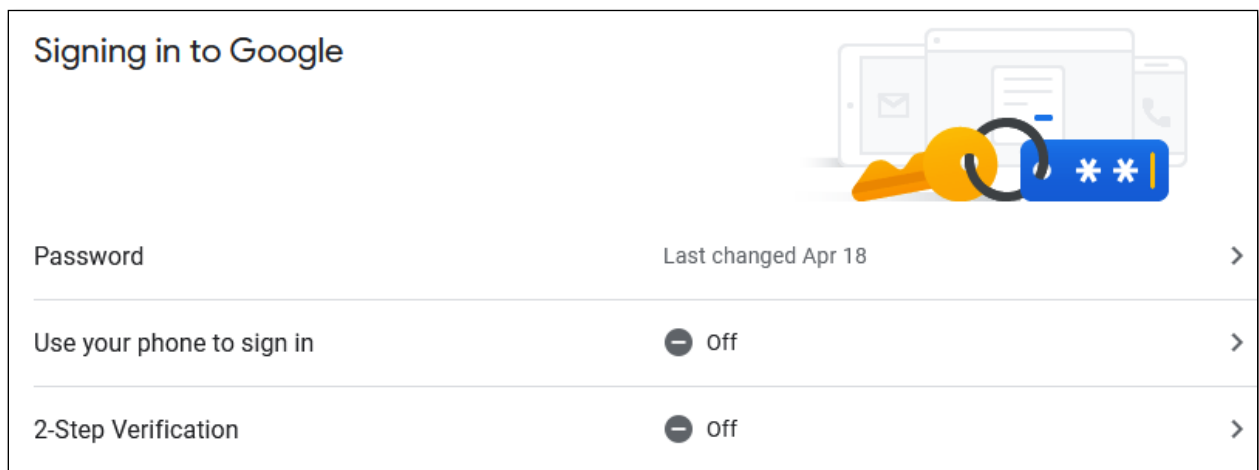 Signing in to Google
**
Password Last changed Apr 18
Use your phone to sign in Off
2-Step Verification Off